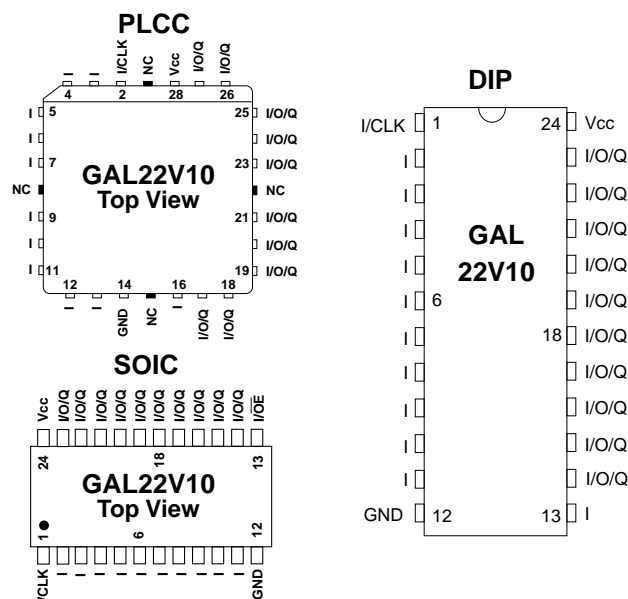 PLCC
I I I/CLK NC Vcc I/O/Q I/O/Q
4 2 28 26
I 5 25 I/O/Q
I I/O/Q
I 7 23 I/O/Q
GAL22V10
Top View
NC NC
I 9 21 I/O/Q
I I/O/Q
I 11 19 I/O/Q
12 14 16 18
I I GND NC I I/O/Q I/O/Q
SOIC
Vcc I/O/Q I/O/Q I/O/Q I/O/Q I/O/Q I/O/Q I/O/Q I/O/Q I/O/Q I/O/Q I/OE
24 18 13
GAL22V10
Top View
1 6 12
/CLK I I I I I I I I I I GND
DIP
I/CLK 1 24 Vcc
I I/O/Q
I I/O/Q
I I/O/Q
GAL
22V10
I I/O/Q
I 6 I/O/Q
I 18 I/O/Q
I I/O/Q
I I/O/Q
I I/O/Q
I I/O/Q
GND 12 13 I